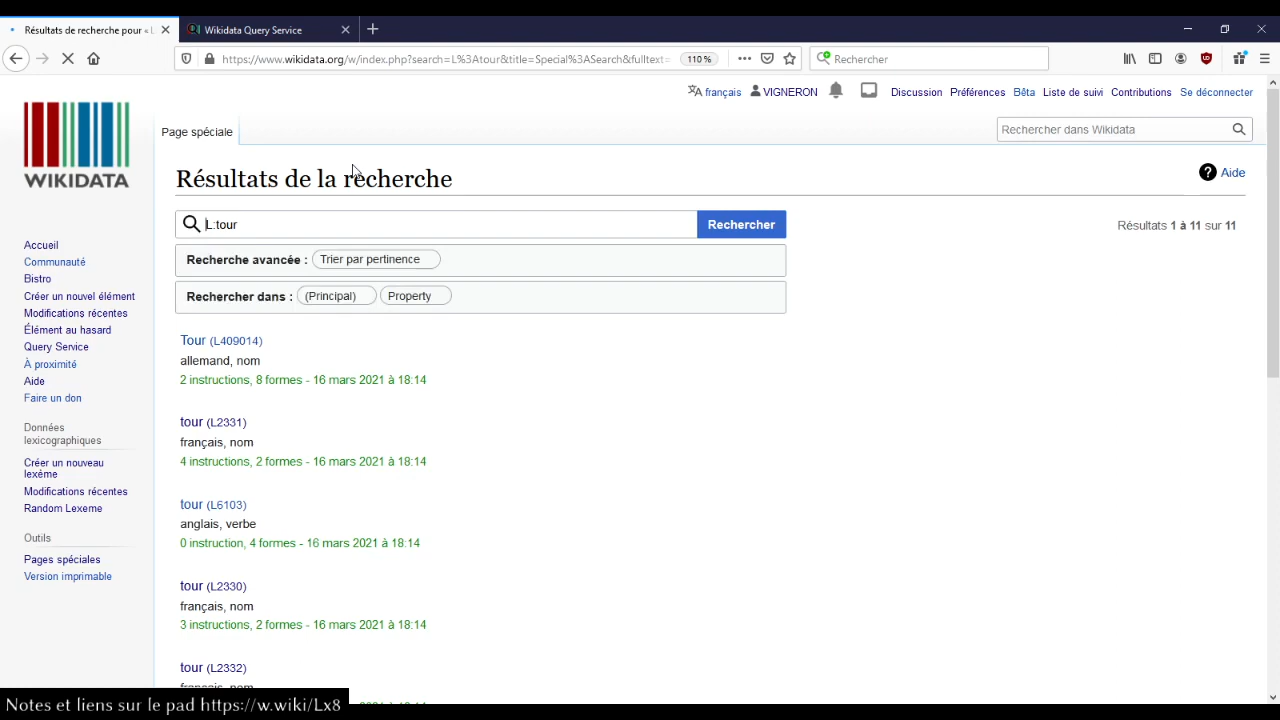 Résultats de recherche pour « L
Wikidata Query Service
https://www.wikidata.org/w/index.php?search=L%3Atour&title=Special%3ASearch&fulltext=
110 %
Rechercher
français
VIGNERON
Discussion
Préférences
Bêta
Liste de suivi
Contributions
Se déconnecter
WIKIDATA
Page spéciale
Rechercher dans Wikidata
Résultats de la recherche
Aide
L:tour
Rechercher
Résultats 1 à 11 sur 11
Recherche avancée :
Trier par pertinence
Rechercher dans :
(Principal)
Property
Accueil
Communauté
Bistro
Créer un nouvel élément
Modifications récentes
Élément au hasard
Query Service
À proximité
Aide
Faire un don
Données
lexicographiques
Créer un nouveau
lexème
Modifications récentes
Random Lexeme
Outils
Pages spéciales
Version imprimable
Tour (L409014)
allemand, nom
2 instructions, 8 formes - 16 mars 2021 à 18:14
tour (L2331)
français, nom
4 instructions, 2 formes - 16 mars 2021 à 18:14
tour (L6103)
anglais, verbe
0 instruction, 4 formes - 16 mars 2021 à 18:14
tour (L2330)
français, nom
3 instructions, 2 formes - 16 mars 2021 à 18:14
tour (L2332)
français, nom
Notes et liens sur le pad https://w.wiki/Lx8